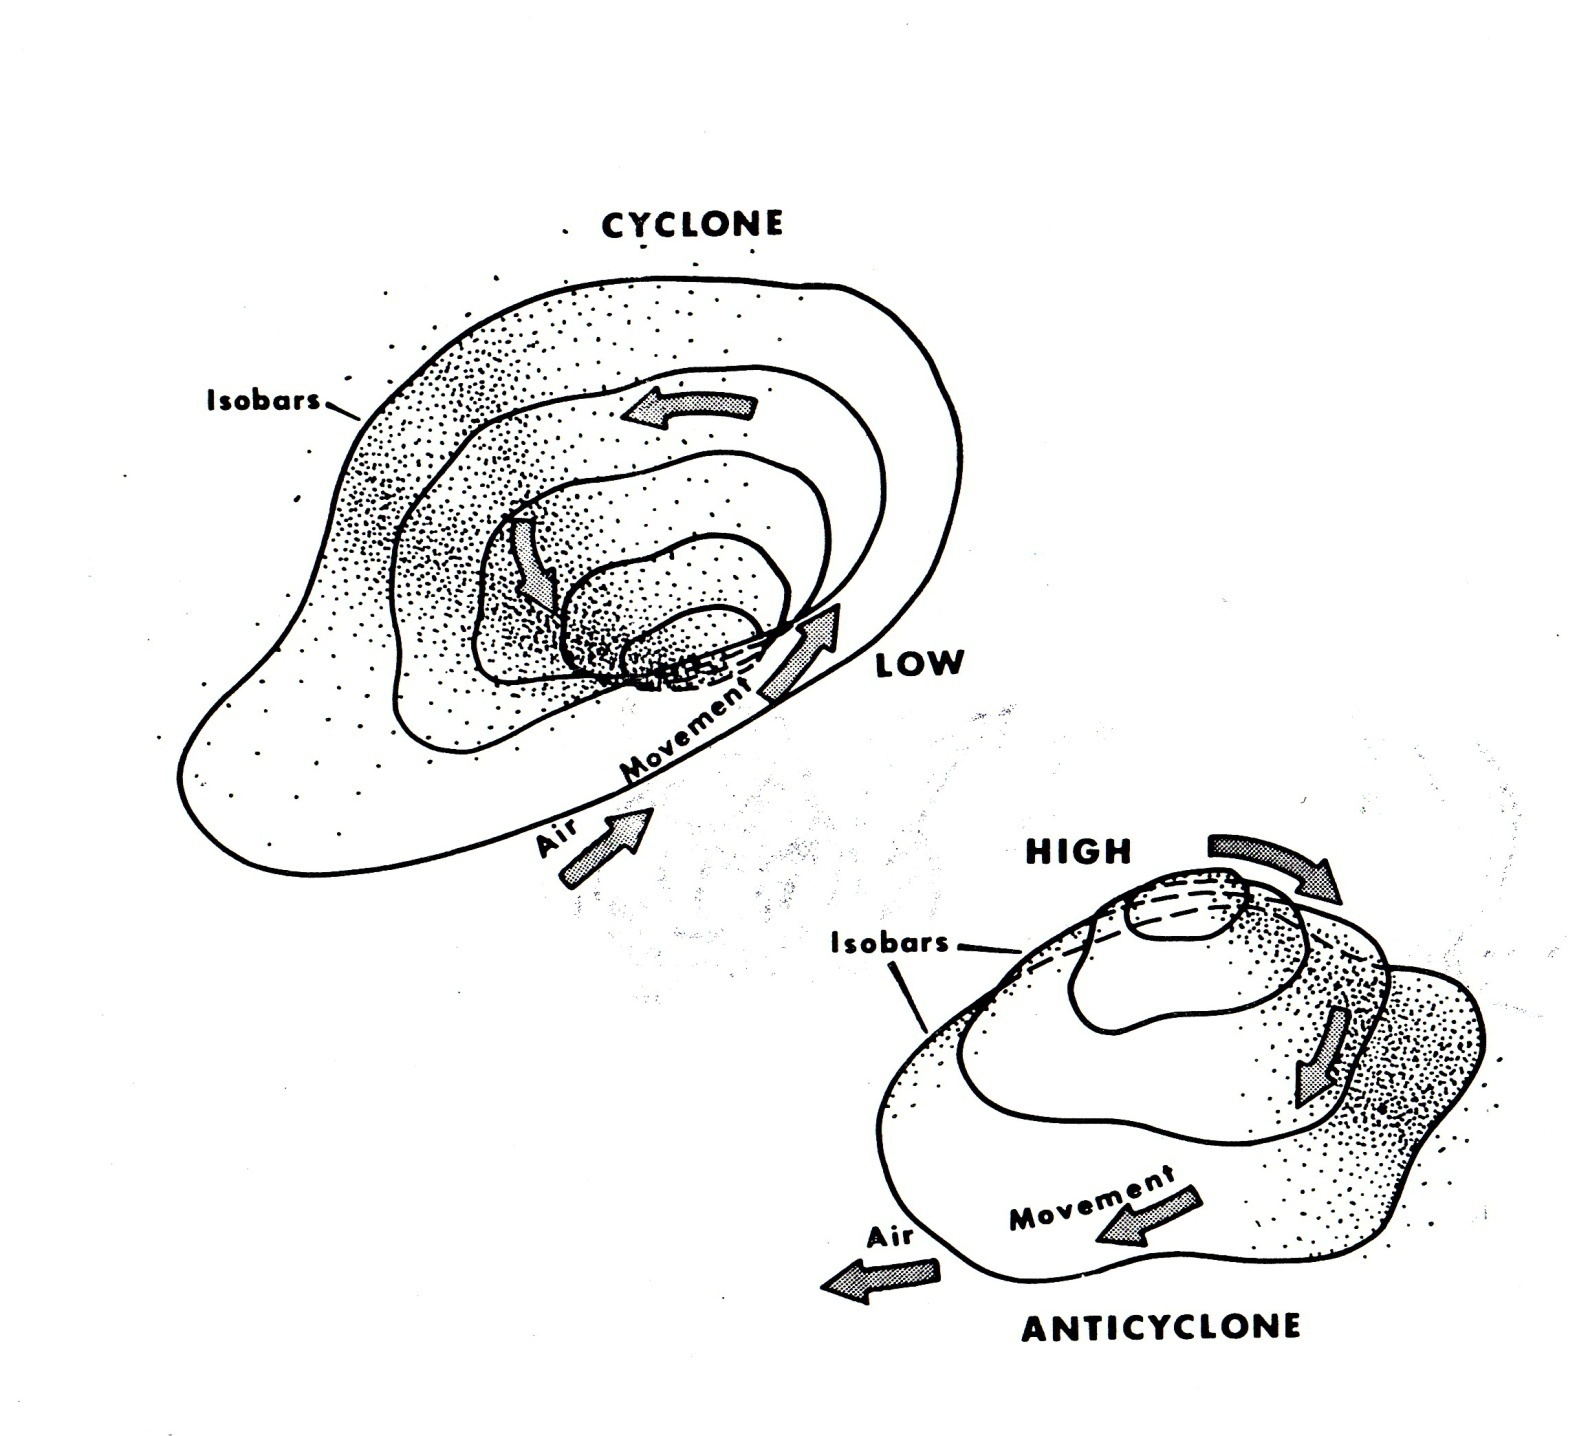 CYCLONE
Isobars
LOW
Air Movement
HIGH
Isobars
Movement
Air
ANTICYCLONE